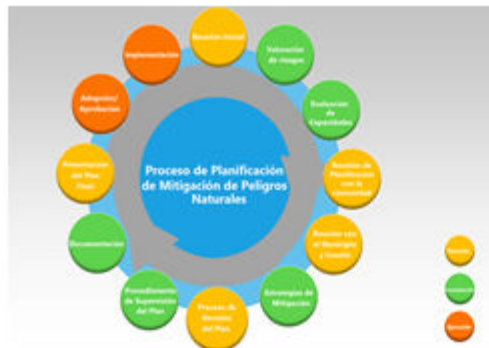 Reunión Inicial
Valoración
de riesgos
Evaluación
de
Capacidades
Reunión de
Planificación
con la
comunidad
Reunión con
el Municipio
y Comité
Estrategias de
Mitigación
Proceso de
Revisión
del Plan
Procedimiento
de Supervisión
del Plan
Documentación
Presentación
del Plan
Final
Adopción/
Aprobación
Implementación
Proceso de Planificación
de Mitigación de Peligros
Naturales
Reunión
Ejecución